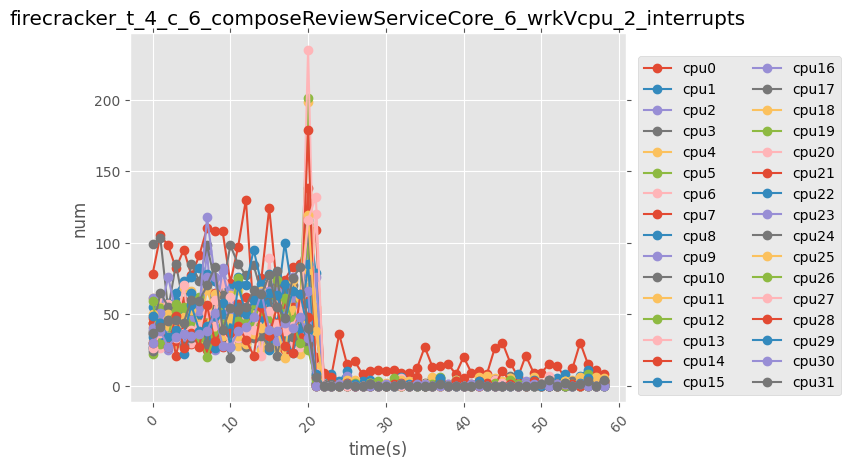 firecracker_t_4_c_6_composeReviewServiceCore_6_wrkVcpu_2_interrupts
num
200
150
100
50
0
0
10
20
30
40
50
60
time(s)
cpu0
cpu1
cpu2
cpu3
cpu4
cpu5
cpu6
cpu7
cpu8
cpu9
cpu10
cpu11
cpu12
cpu13
cpu14
cpu15
cpu16
cpu17
cpu18
cpu19
cpu20
cpu21
cpu22
cpu23
cpu24
cpu25
cpu26
cpu27
cpu28
cpu29
cpu30
cpu31